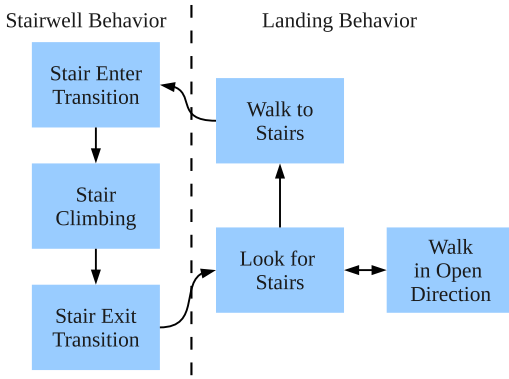 Stairwell Behavior
Landing Behavior
Stair Enter
Transition
Walk to
Stairs
Stair
Climbing
Look for
Stairs
Walk
in Open
Direction
Stair Exit
Transition